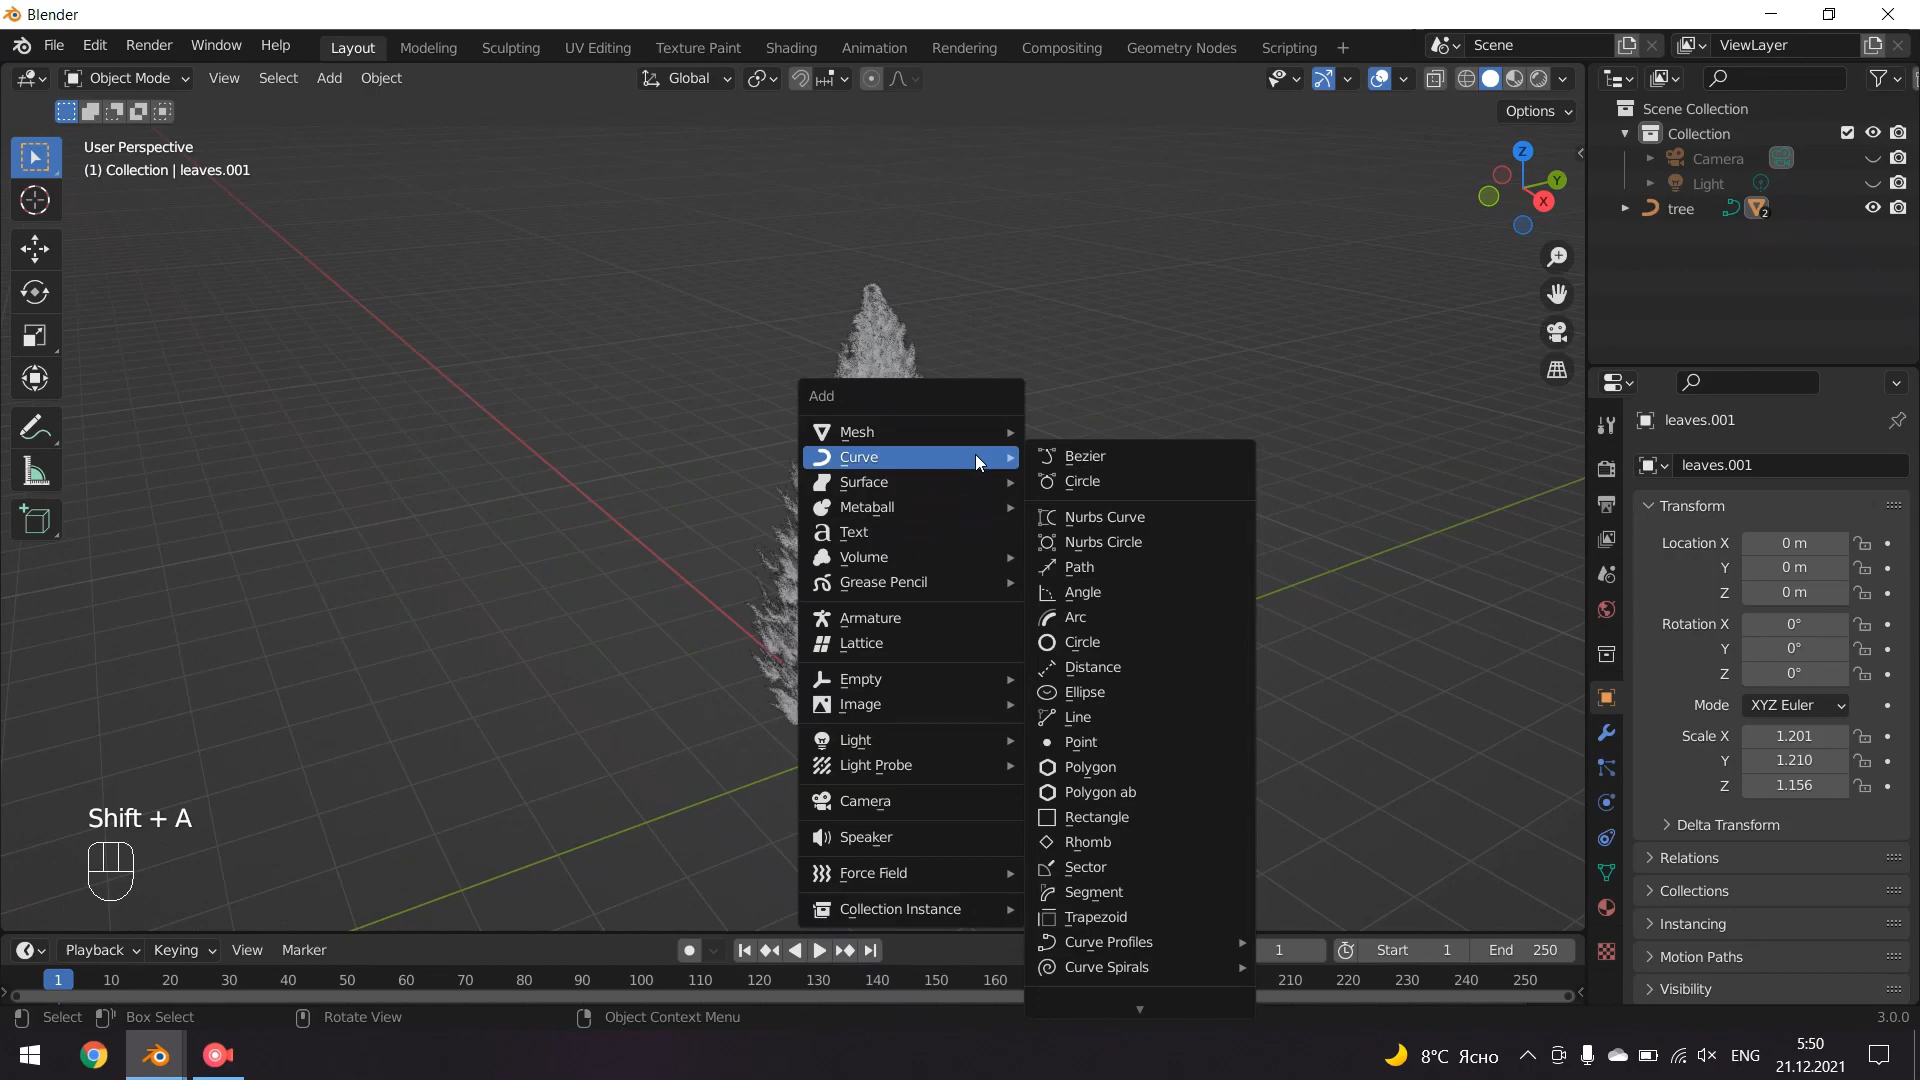 Blender
File Edit Render Window Help
Layout Modeling Sculpting UV Editing Texture Paint Shading Animation Rendering Compositing Geometry Nodes Scripting +
Scene
ViewLayer
Object Mode View Select Add Object
Global
Options
User Perspective
(1) Collection | leaves.001
Z
Y
X
Scene Collection
Collection
Camera
Light
tree
2
Add
Mesh
Curve
Surface
Metaball
Text
Volume
Grease Pencil
Armature
Lattice
Empty
Image
Light
Light Probe
Camera
Speaker
Force Field
Collection Instance
Bezier
Circle
Nurbs Curve
Nurbs Circle
Path
Angle
Arc
Circle
Distance
Ellipse
Line
Point
Polygon
Polygon ab
Rectangle
Rhomb
Sector
Segment
Trapezoid
Curve Profiles
Curve Spirals
Shift + A
leaves.001
leaves.001
Transform
Location X 0 m
Y 0 m
Z 0 m
Rotation X 0°
Y 0°
Z 0°
Mode XYZ Euler
Scale X 1.201
Y 1.210
Z 1.156
Delta Transform
Relations
Collections
Instancing
Motion Paths
Visibility
Playback Keying View Marker
1 Start 1 End 250
1 10 20 30 40 50 60 70 80 90 100 110 120 130 140 150 160 210 220 230 240 250
Select Box Select Rotate View Object Context Menu 3.0.0
8°C Ясно ENG
5:50
21.12.2021